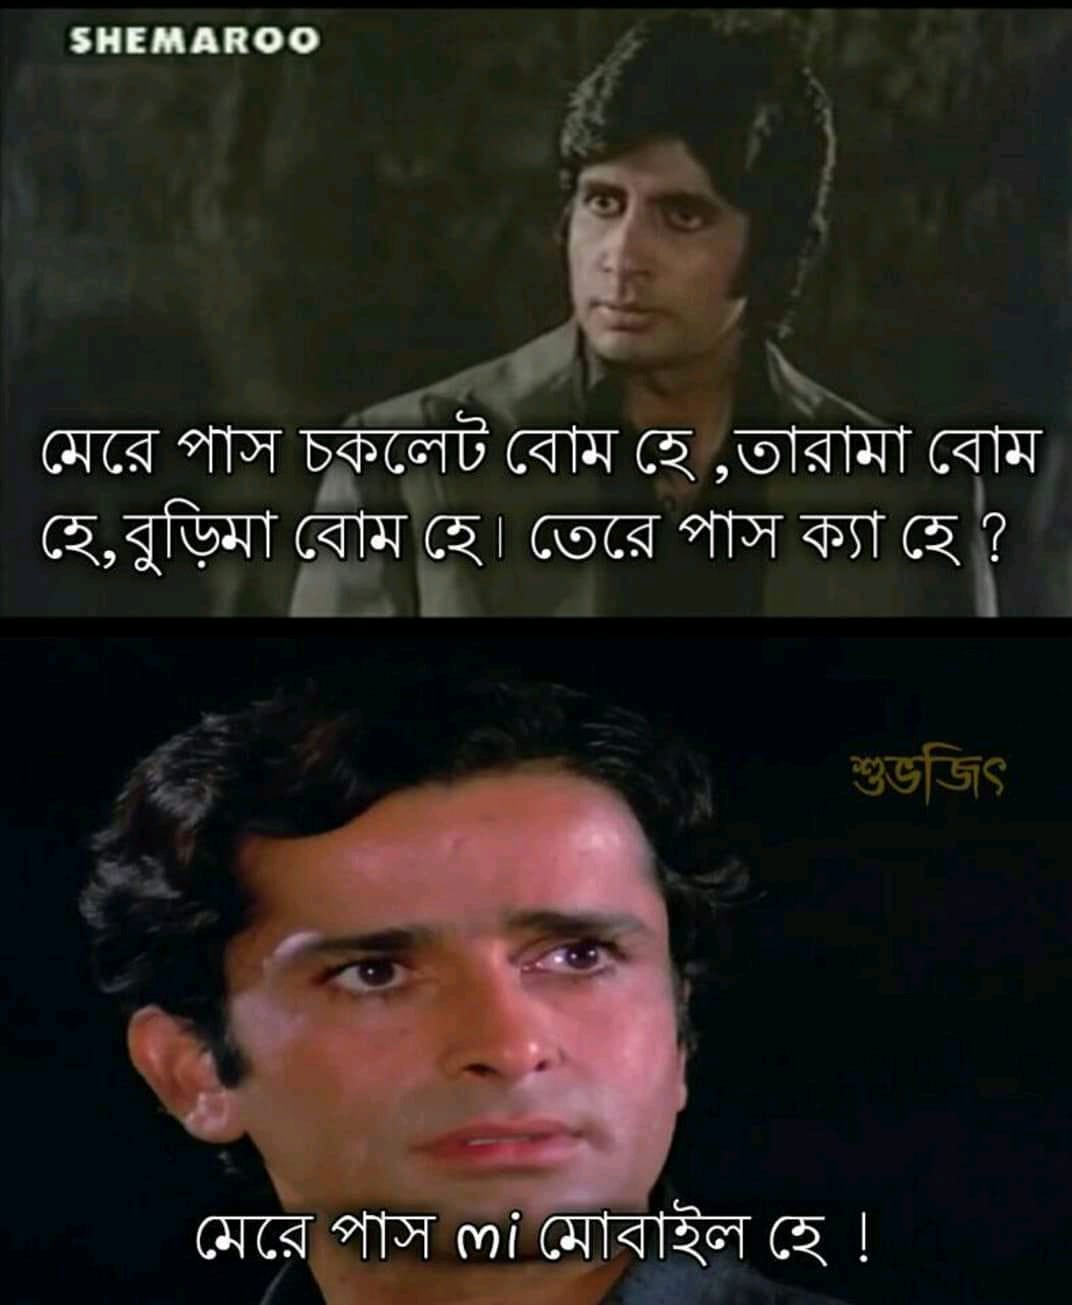 SHEMAROO
মেরে পাস চকলেট বোম হে ,তারামা বোম
হে,বুড়িমা বোম হে। তেরে পাস ক্যা হে ?
শুভজিৎ
মেরে পাস mi মোবাইল হে !